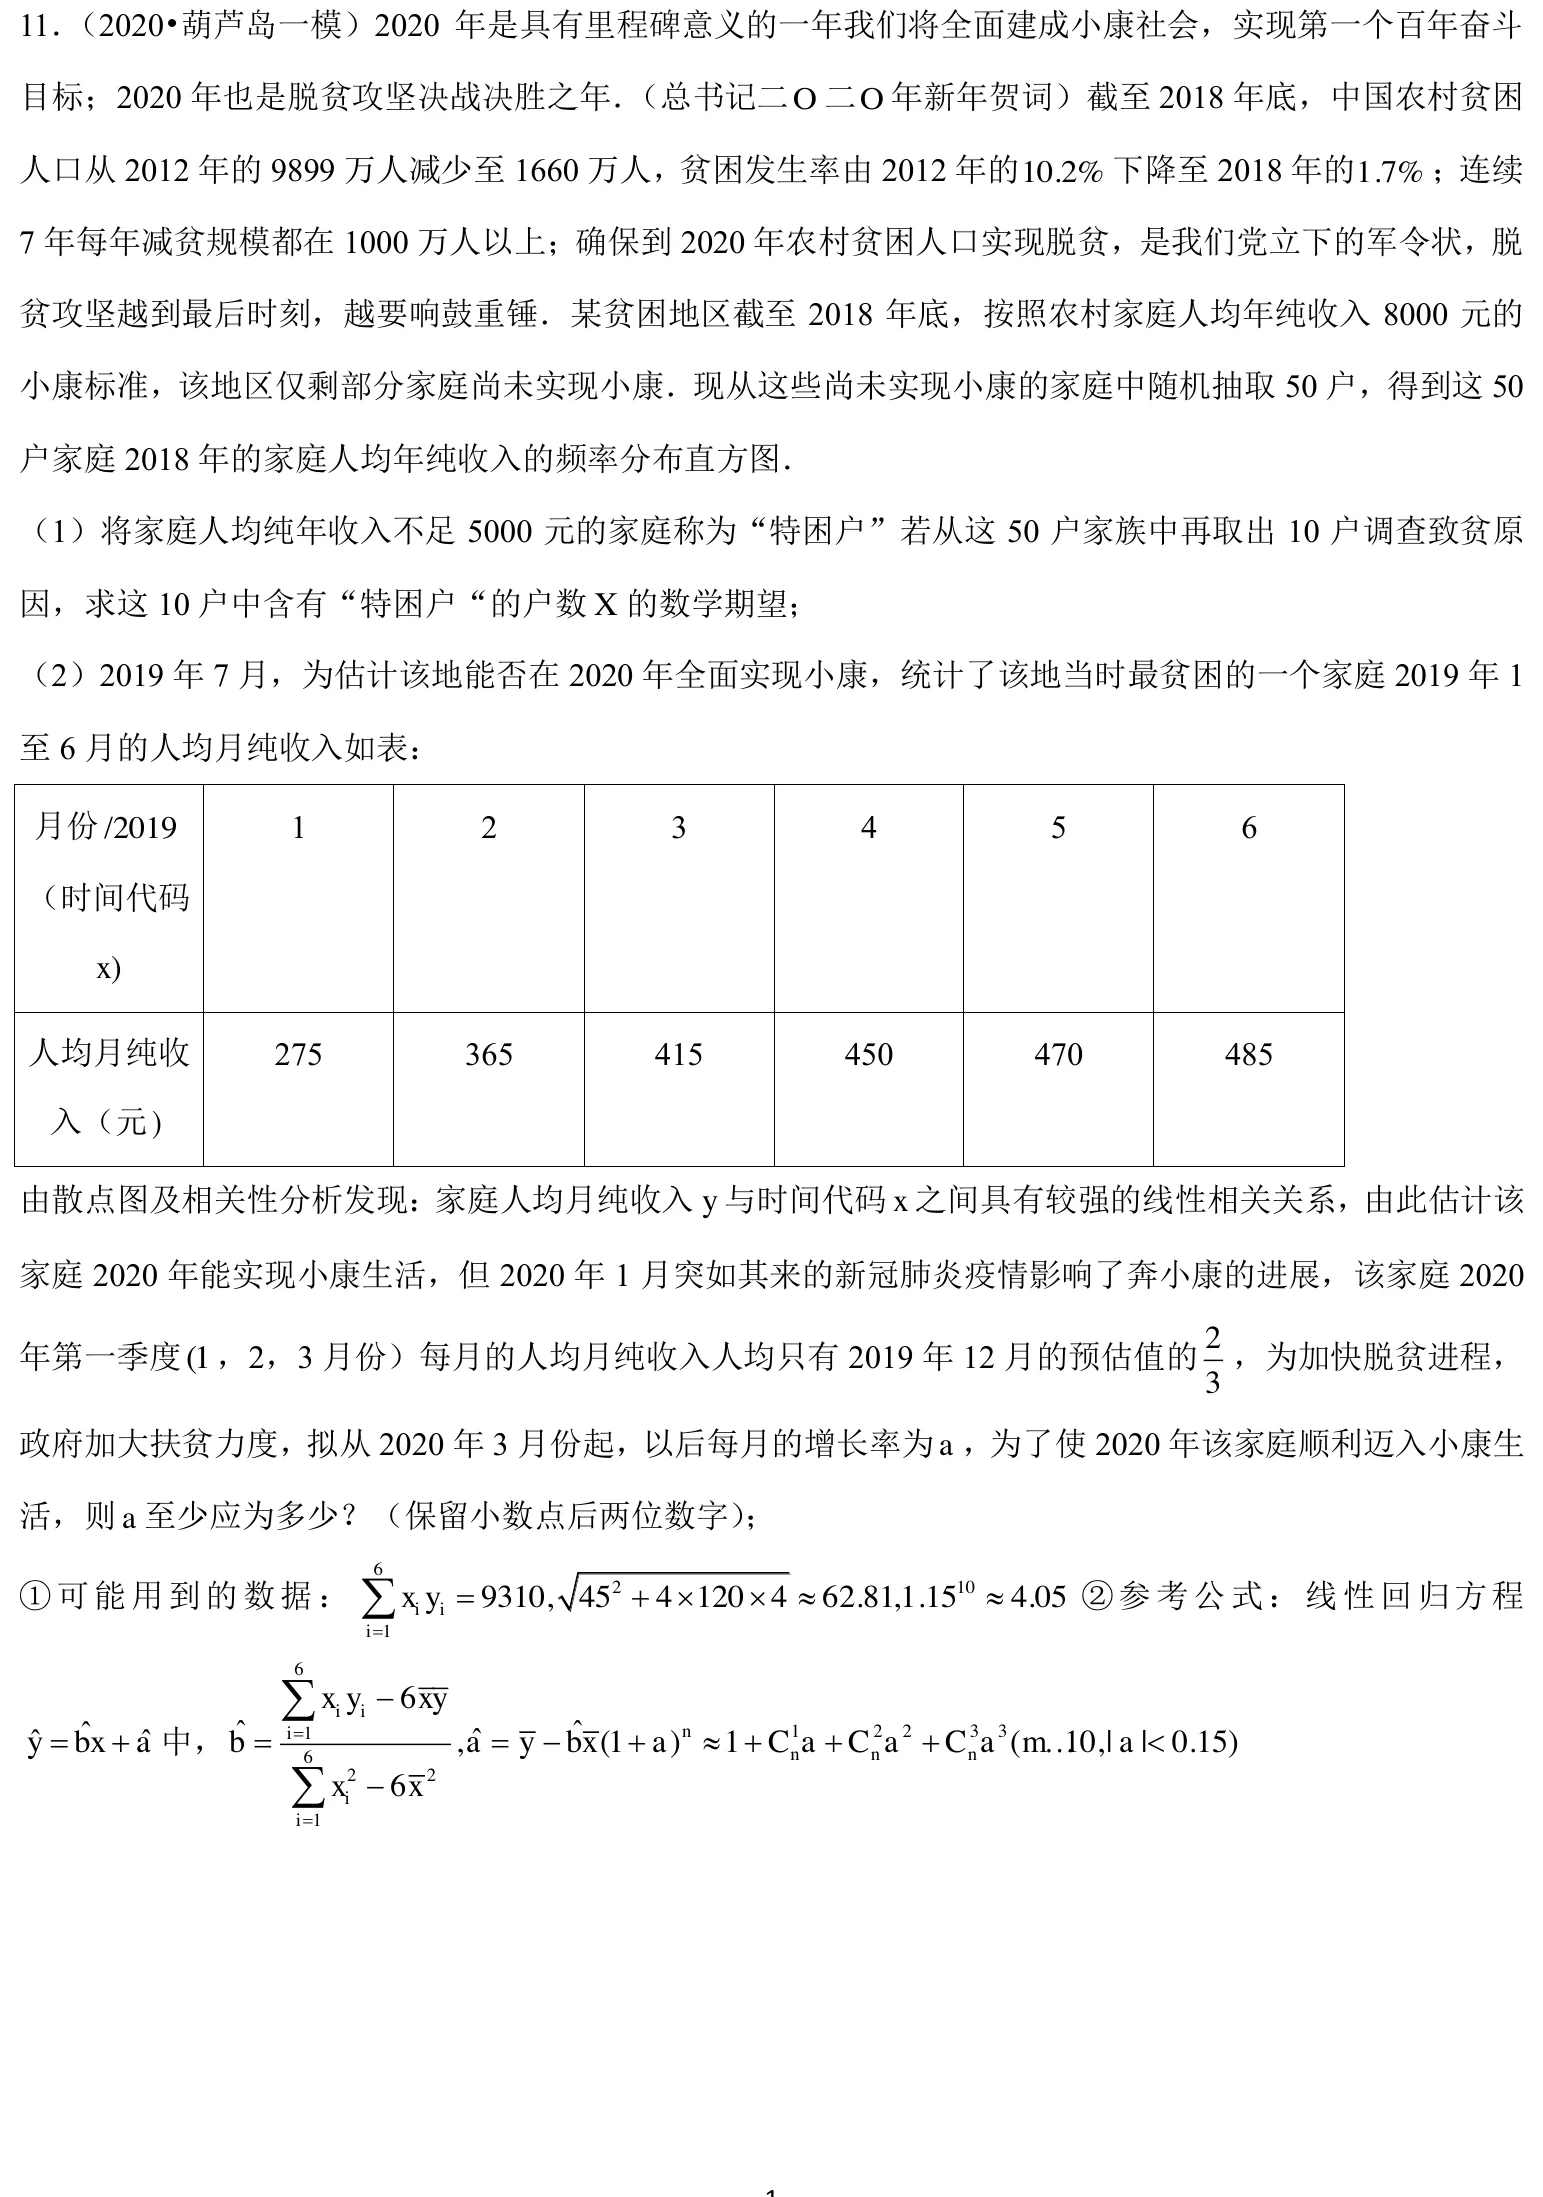 11.（2020•葫芦岛一模）2020 年是具有里程碑意义的一年我们将全面建成小康社会，实现第一个百年奋斗
目标；2020 年也是脱贫攻坚决战决胜之年.（总书记二O二O年新年贺词）截至 2018 年底，中国农村贫困
人口从 2012 年的 9899 万人减少至 1660 万人，贫困发生率由 2012 年的10.2% 下降至 2018 年的1.7% ；连续
7 年每年减贫规模都在 1000 万人以上；确保到 2020 年农村贫困人口实现脱贫，是我们党立下的军令状，脱
贫攻坚越到最后时刻，越要响鼓重锤．某贫困地区截至 2018 年底，按照农村家庭人均年纯收入 8000 元的
小康标准，该地区仅剩部分家庭尚未实现小康．现从这些尚未实现小康的家庭中随机抽取 50 户，得到这 50
户家庭 2018 年的家庭人均年纯收入的频率分布直方图．
（1）将家庭人均纯年收入不足 5000 元的家庭称为“特困户”若从这 50 户家族中再取出 10 户调查致贫原
因，求这 10 户中含有“特困户“的户数 X 的数学期望；
（2）2019 年 7 月，为估计该地能否在 2020 年全面实现小康，统计了该地当时最贫困的一个家庭 2019 年 1
至 6 月的人均月纯收入如表：
月份 /2019（时间代码x) 1 2 3 4 5 6
人均月纯收入（元) 275 365 415 450 470 485
由散点图及相关性分析发现：家庭人均月纯收入 y 与时间代码 x 之间具有较强的线性相关关系，由此估计该
家庭 2020 年能实现小康生活，但 2020 年 1 月突如其来的新冠肺炎疫情影响了奔小康的进展，该家庭 2020
年第一季度(1，2，3 月份）每月的人均月纯收入人均只有 2019 年 12 月的预估值的 2/3，为加快脱贫进程，
政府加大扶贫力度，拟从 2020 年 3 月份起，以后每月的增长率为 a，为了使 2020 年该家庭顺利迈入小康生
活，则 a 至少应为多少？（保留小数点后两位数字）；
①可能用到的数据：∑_{i=1}^{6} x_i y_i = 9310, √(45² + 4×120×4) ≈ 62.81, 1.15¹⁰ ≈ 4.05 ②参考公式：线性回归方程
ŷ = b̂x + â 中，b̂ = (∑_{i=1}^{6} x_i y_i − 6x̄ȳ) / (∑_{i=1}^{6} x_i² − 6x̄²), â = ȳ − b̂x̄(1 + a)ⁿ ≈ 1 + C_n¹a + C_n²a² + C_n³a³ (m…10,| a |< 0.15)
1